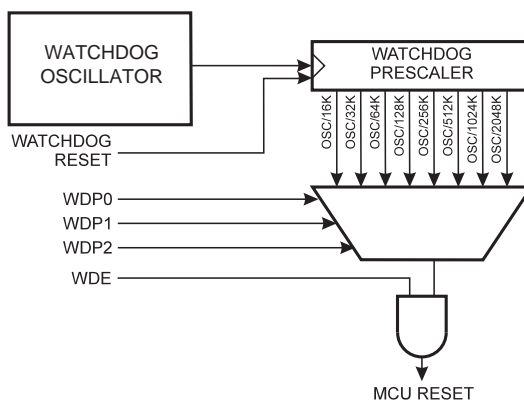 WATCHDOG
OSCILLATOR
WATCHDOG
PRESCALER
WATCHDOG
RESET
OSC/16K
OSC/32K
OSC/64K
OSC/128K
OSC/256K
OSC/512K
OSC/1024K
OSC/2048K
WDP0
WDP1
WDP2
WDE
MCU RESET